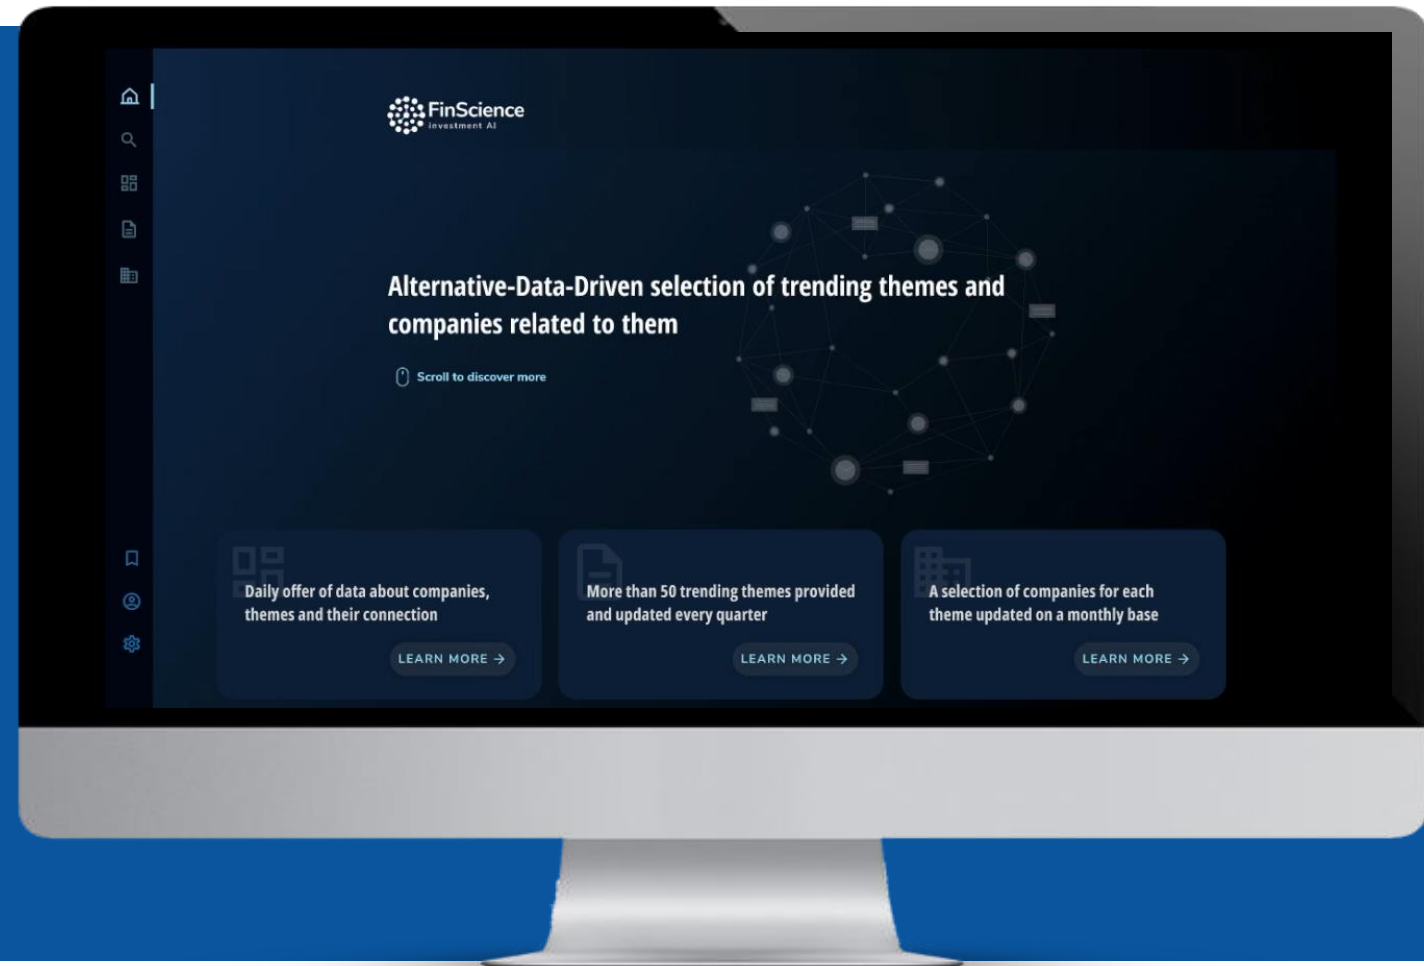 FinScience
Investment AI
Alternative-Data-Driven selection of trending themes and
companies related to them
Scroll to discover more
Daily offer of data about companies,
themes and their connection
LEARN MORE →
More than 50 trending themes provided
and updated every quarter
LEARN MORE →
A selection of companies for each
theme updated on a monthly base
LEARN MORE →